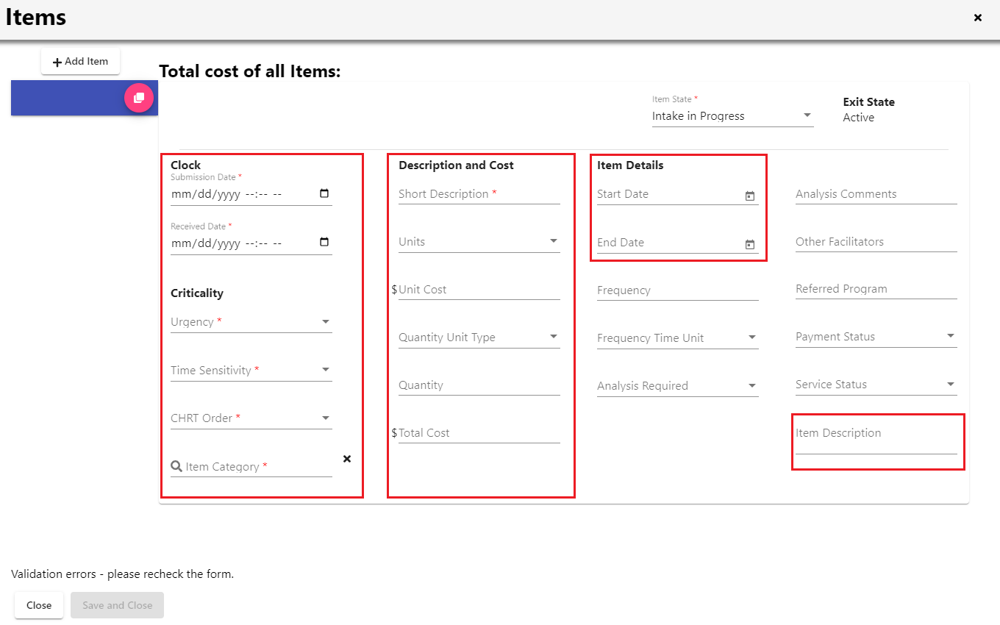 Items
Add Item
Total cost of all Items:
Item State *
Intake in Progress
Exit State
Active
Clock
Submission Date *
mm/dd/yyyy --:-- --
Received Date *
mm/dd/yyyy --:-- --
Criticality
Urgency *
Time Sensitivity *
CHRT Order *
Item Category *
Description and Cost
Short Description *
Units
$ Unit Cost
Quantity Unit Type
Quantity
$ Total Cost
Item Details
Start Date
End Date
Frequency
Frequency Time Unit
Analysis Required
Analysis Comments
Other Facilitators
Referred Program
Payment Status
Service Status
Item Description
Validation errors - please recheck the form.
Close
Save and Close